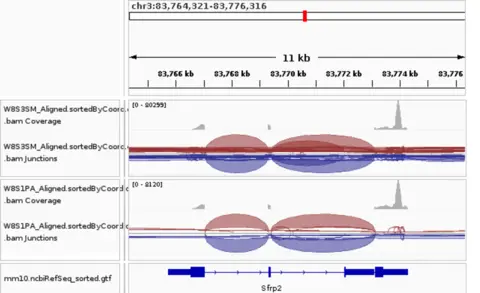 chr3:83,764,321-83,776,316
11 kb
83,766 kb 83,768 kb 83,770 kb 83,772 kb 83,774 kb 83,776
[0 - 80299]
W8S3SM_Aligned.sortedByCoord.
.bam Coverage
W8S3SM_Aligned.sortedByCoord.
.bam Junctions
[0 - 8120]
W8S1PA_Aligned.sortedByCoord.
.bam Coverage
W8S1PA_Aligned.sortedByCoord.
.bam Junctions
mm10.ncbiRefSeq_sorted.gtf
Sfrp2